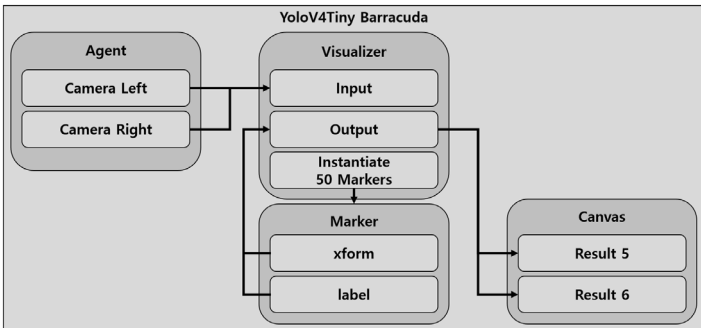 YoloV4Tiny Barracuda
Agent
Camera Left
Camera Right
Visualizer
Input
Output
Instantiate
50 Markers
Marker
xform
label
Canvas
Result 5
Result 6